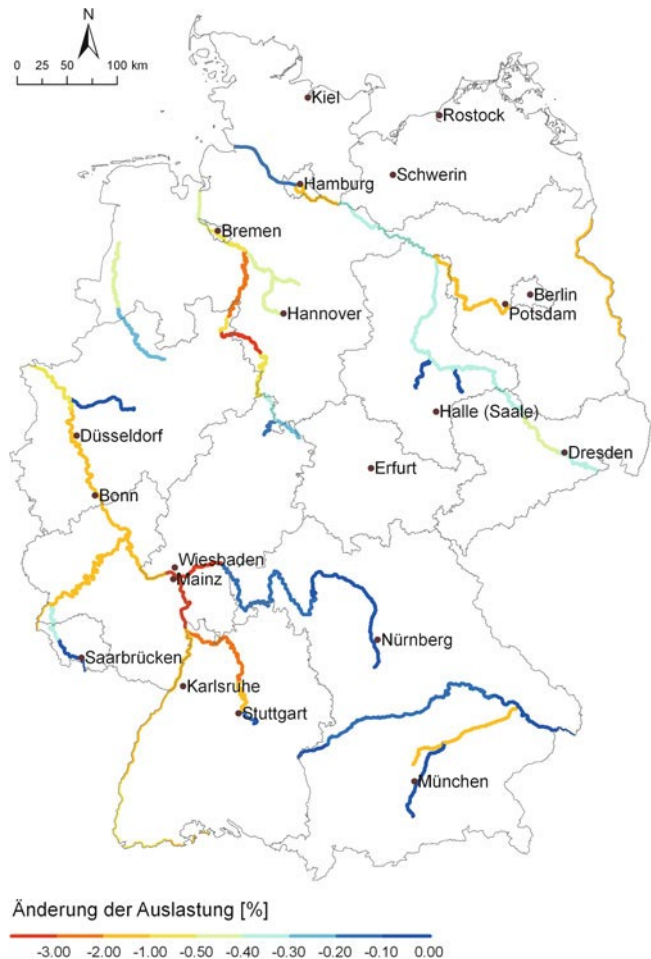 N
0 25 50 100 km
Kiel
Rostock
Schwerin
Hamburg
Bremen
Berlin
Potsdam
Hannover
Halle (Saale)
Düsseldorf
Dresden
Erfurt
Bonn
Wiesbaden
Mainz
Nürnberg
Saarbrücken
Karlsruhe
Stuttgart
München
Änderung der Auslastung [%]
-3.00 -2.00 -1.00 -0.50 -0.40 -0.30 -0.20 -0.10 0.00